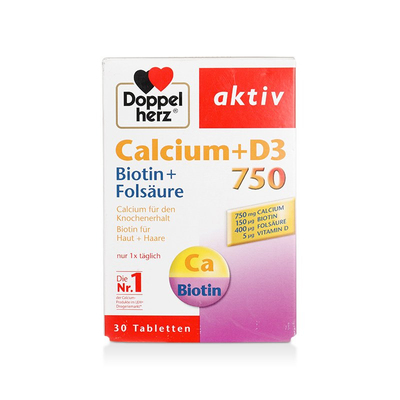 Doppel
herz®
aktiv
Calcium+D3
Biotin+
Folsäure
750
Calcium für den
Knochenerhalt
Biotin für
Haut + Haare
nur 1x täglich
750 mg CALCIUM
150 µg BIOTIN
400 µg FOLSÄURE
5 µg VITAMIN D
Ca
Biotin
Die
Nr.1
der Calcium-
30 Tabletten